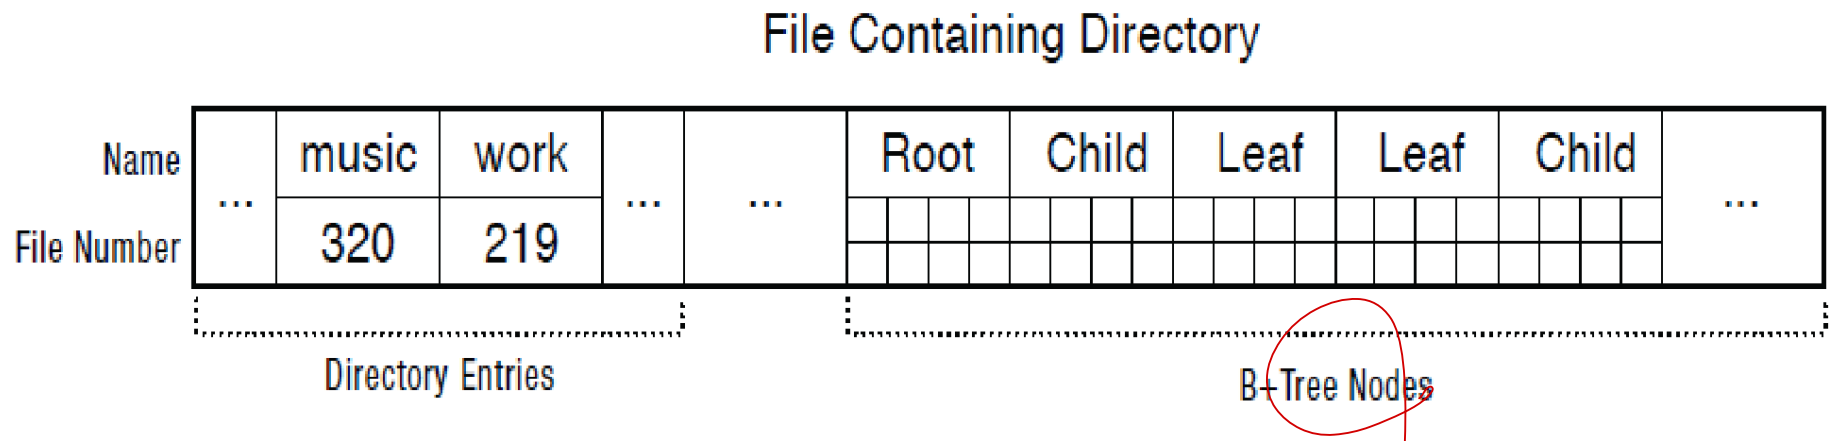 File Containing Directory
Name ... music work ... ... Root Child Leaf Leaf Child ...
File Number 320 219
Directory Entries
B+Tree Nodes